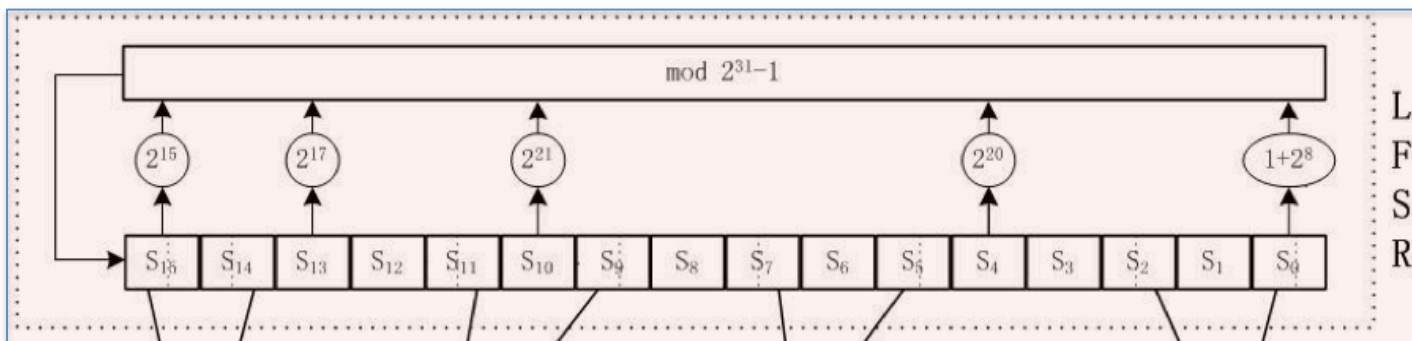 mod 2³¹−1
2¹⁵ 2¹⁷ 2²¹ 2²⁰ 1+2⁸
S₁₅ S₁₄ S₁₃ S₁₂ S₁₁ S₁₀ S₉ S₈ S₇ S₆ S₅ S₄ S₃ S₂ S₁ S₀
L
F
S
R